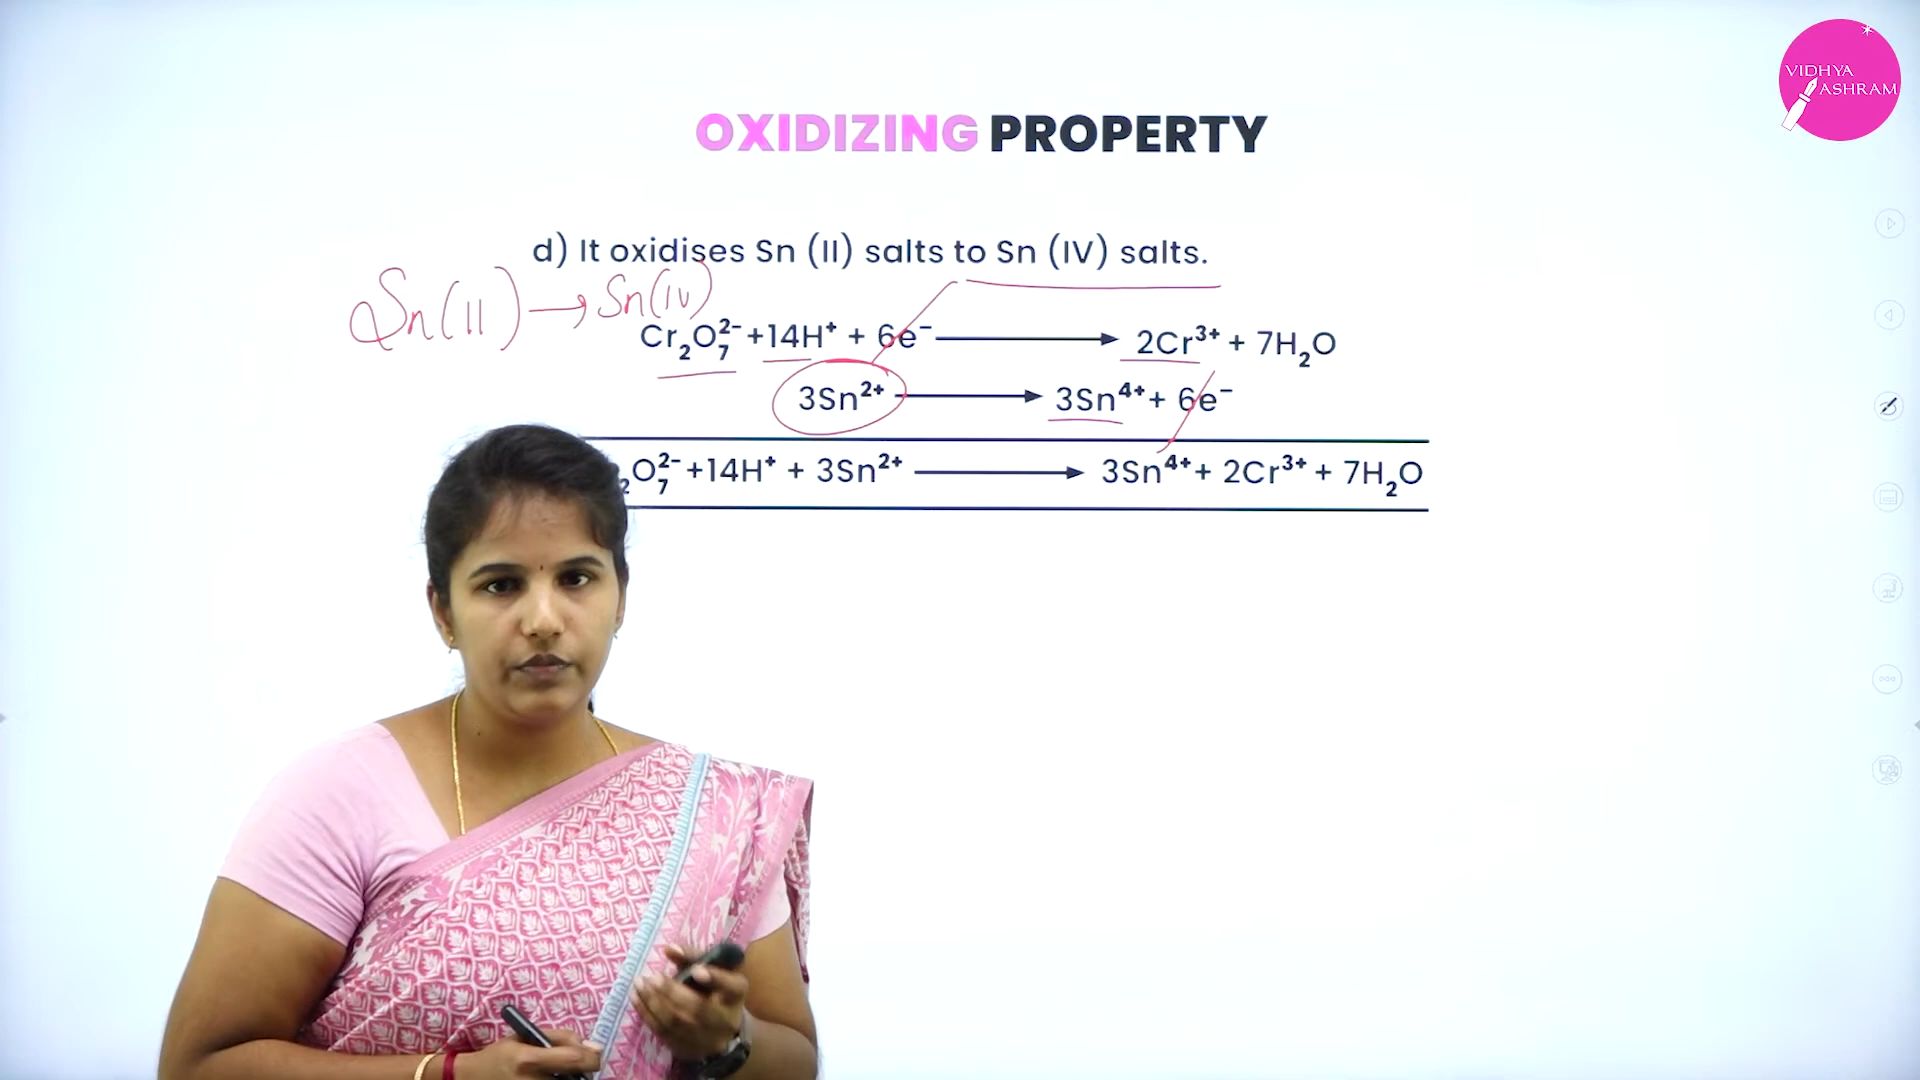 VIDHYA
ASHRAM
OXIDIZING PROPERTY
d) It oxidises Sn (II) salts to Sn (IV) salts.
Sn(II) → Sn(IV)
Cr₂O₇²⁻ +14H⁺ + 6e⁻ → 2Cr³⁺ + 7H₂O
3Sn²⁺ → 3Sn⁴⁺ + 6e⁻
₂O₇²⁻ +14H⁺ + 3Sn²⁺ → 3Sn⁴⁺ + 2Cr³⁺ + 7H₂O